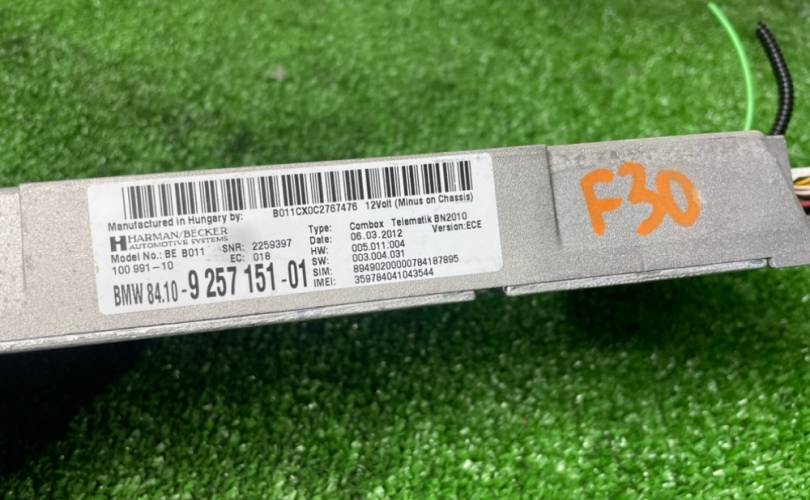 B011CX0C2767476 12Volt (Minus on Chassis)
Manufactured in Hungary by:
HARMAN/BECKER
AUTOMOTIVE SYSTEMS
Model No.: BE B011
100 991-10
SNR: 2259397
EC: 018
Type: Combox Telematik BN2010
Date: 06.03.2012 Version:ECE
HW: 005.011.004
SW: 003.004.031
SIM: 89490200000784187895
IMEI: 359784041043544
BMW 84.10-9 257 151-01
F30